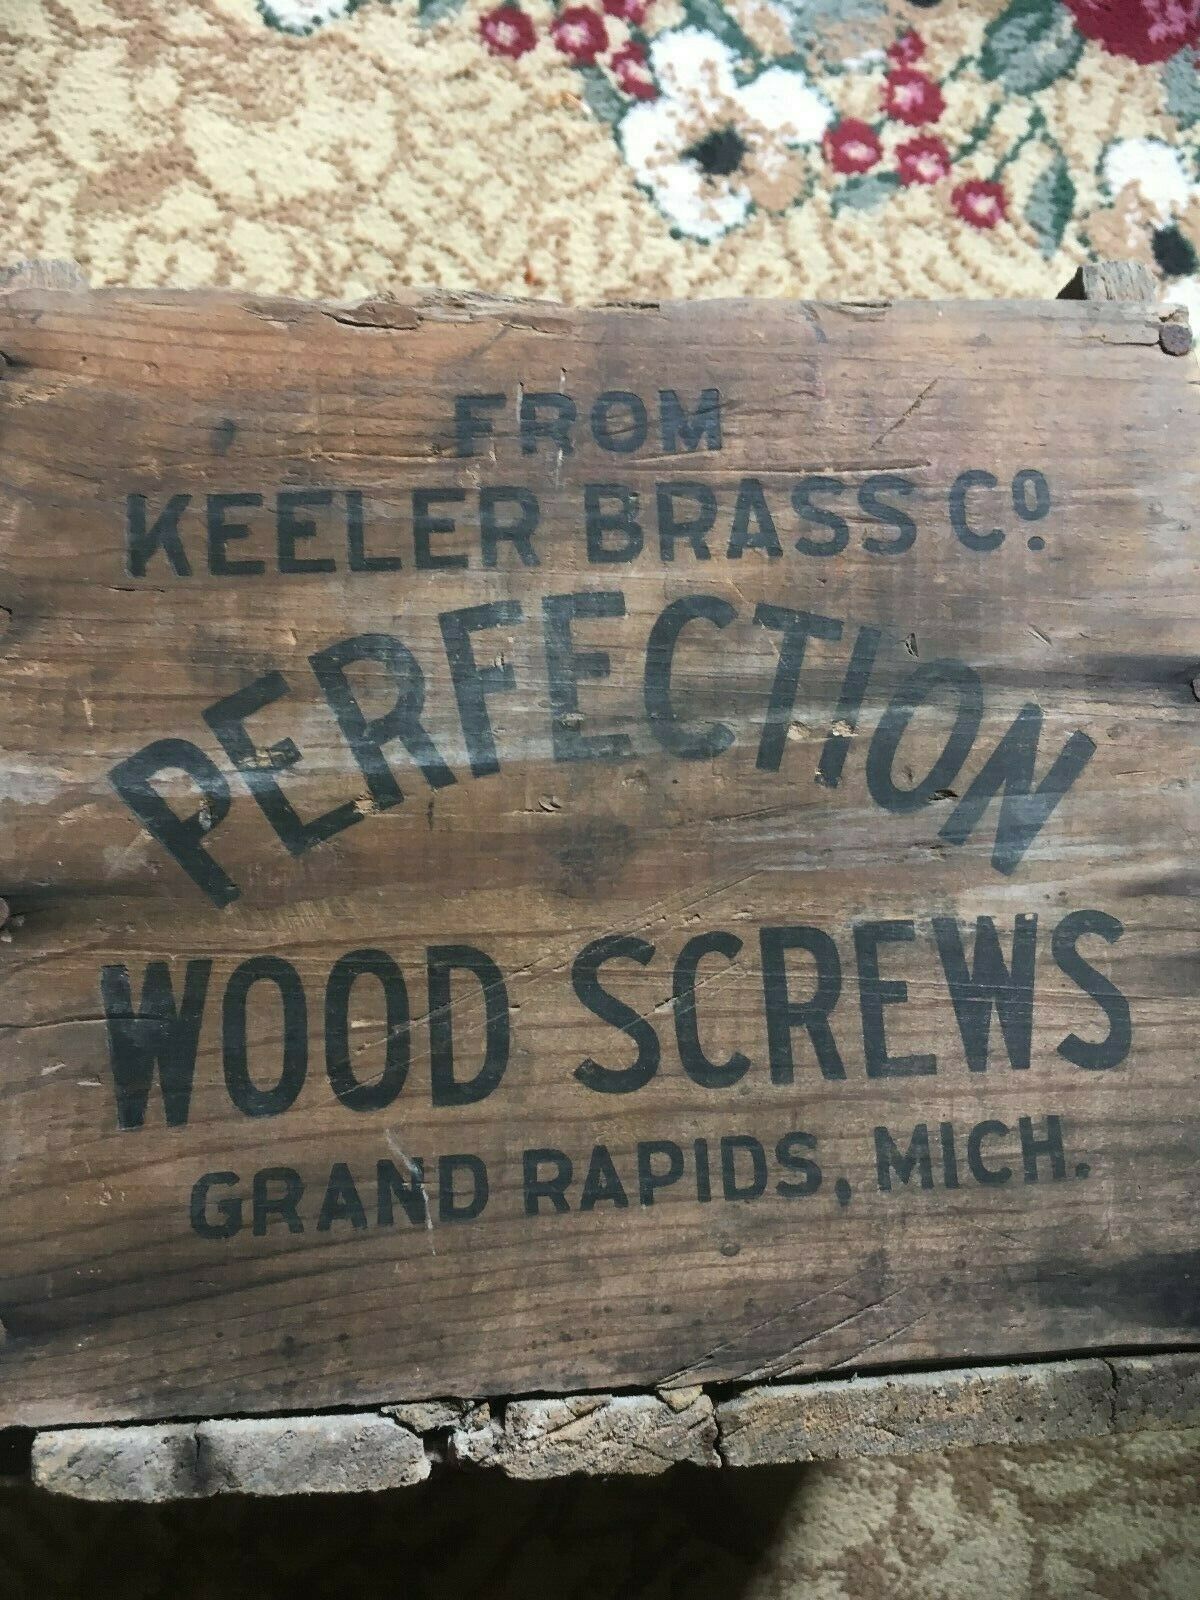 FROM
KEELER BRASS Co.
PERFECTION
WOOD SCREWS
GRAND RAPIDS, MICH.